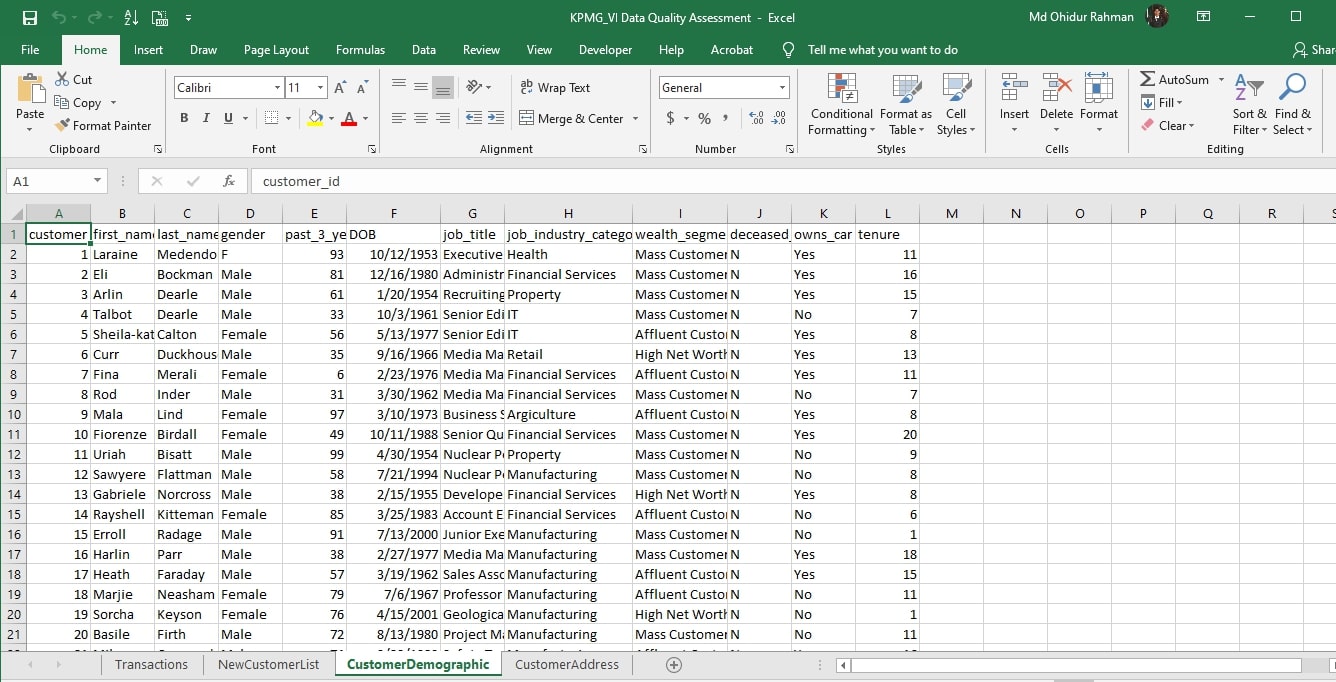 KPMG_VI Data Quality Assessment - Excel
Md Ohidur Rahman
File Home Insert Draw Page Layout Formulas Data Review View Developer Help Acrobat Tell me what you want to do Shar
Paste
Cut
Copy
Format Painter
Clipboard
Calibri 11
B I U
Font
Wrap Text
Merge & Center
Alignment
General
$ % ,
Number
Conditional Formatting
Format as Table
Cell Styles
Styles
Insert Delete Format
Cells
AutoSum
Fill
Clear
Sort & Filter
Find & Select
Editing
A1 fx customer_id
A B C D E F G H I J K L M N O P Q R S
1 customer first_name last_name gender past_3_ye DOB job_title job_industry_catego wealth_segme deceased_ owns_car tenure
2 1 Laraine Medendo F 93 10/12/1953 Executive Health Mass Customer N Yes 11
3 2 Eli Bockman Male 81 12/16/1980 Administr Financial Services Mass Customer N Yes 16
4 3 Arlin Dearle Male 61 1/20/1954 Recruiting Property Mass Customer N Yes 15
5 4 Talbot Dearle Male 33 10/3/1961 Senior Edi IT Mass Customer N No 7
6 5 Sheila-kat Calton Female 56 5/13/1977 Senior Edi IT Affluent Custo N Yes 8
7 6 Curr Duckhous Male 35 9/16/1966 Media Ma Retail High Net Worth N Yes 13
8 7 Fina Merali Female 6 2/23/1976 Media Ma Financial Services Affluent Custo N Yes 11
9 8 Rod Inder Male 31 3/30/1962 Media Ma Financial Services Mass Customer N No 7
10 9 Mala Lind Female 97 3/10/1973 Business S Argiculture Affluent Custo N Yes 8
11 10 Fiorenze Birdall Female 49 10/11/1988 Senior Qu Financial Services Mass Customer N Yes 20
12 11 Uriah Bisatt Male 99 4/30/1954 Nuclear Po Property Mass Customer N No 9
13 12 Sawyere Flattman Male 58 7/21/1994 Nuclear Po Manufacturing Mass Customer N No 8
14 13 Gabriele Norcross Male 38 2/15/1955 Develope Financial Services High Net Worth N Yes 8
15 14 Rayshell Kitteman Female 85 3/25/1983 Account E Financial Services Affluent Custo N No 6
16 15 Erroll Radage Male 91 7/13/2000 Junior Exe Manufacturing Mass Customer N No 1
17 16 Harlin Parr Male 38 2/27/1977 Media Ma Manufacturing Mass Customer N Yes 18
18 17 Heath Faraday Male 57 3/19/1962 Sales Asso Manufacturing Affluent Custo N Yes 15
19 18 Marjie Neasham Female 79 7/6/1967 Professor Manufacturing Affluent Custo N No 11
20 19 Sorcha Keyson Female 76 4/15/2001 Geologica Manufacturing High Net Worth N No 1
21 20 Basile Firth Male 72 8/13/1980 Project Ma Manufacturing Mass Customer N No 11
Transactions NewCustomerList CustomerDemographic CustomerAddress